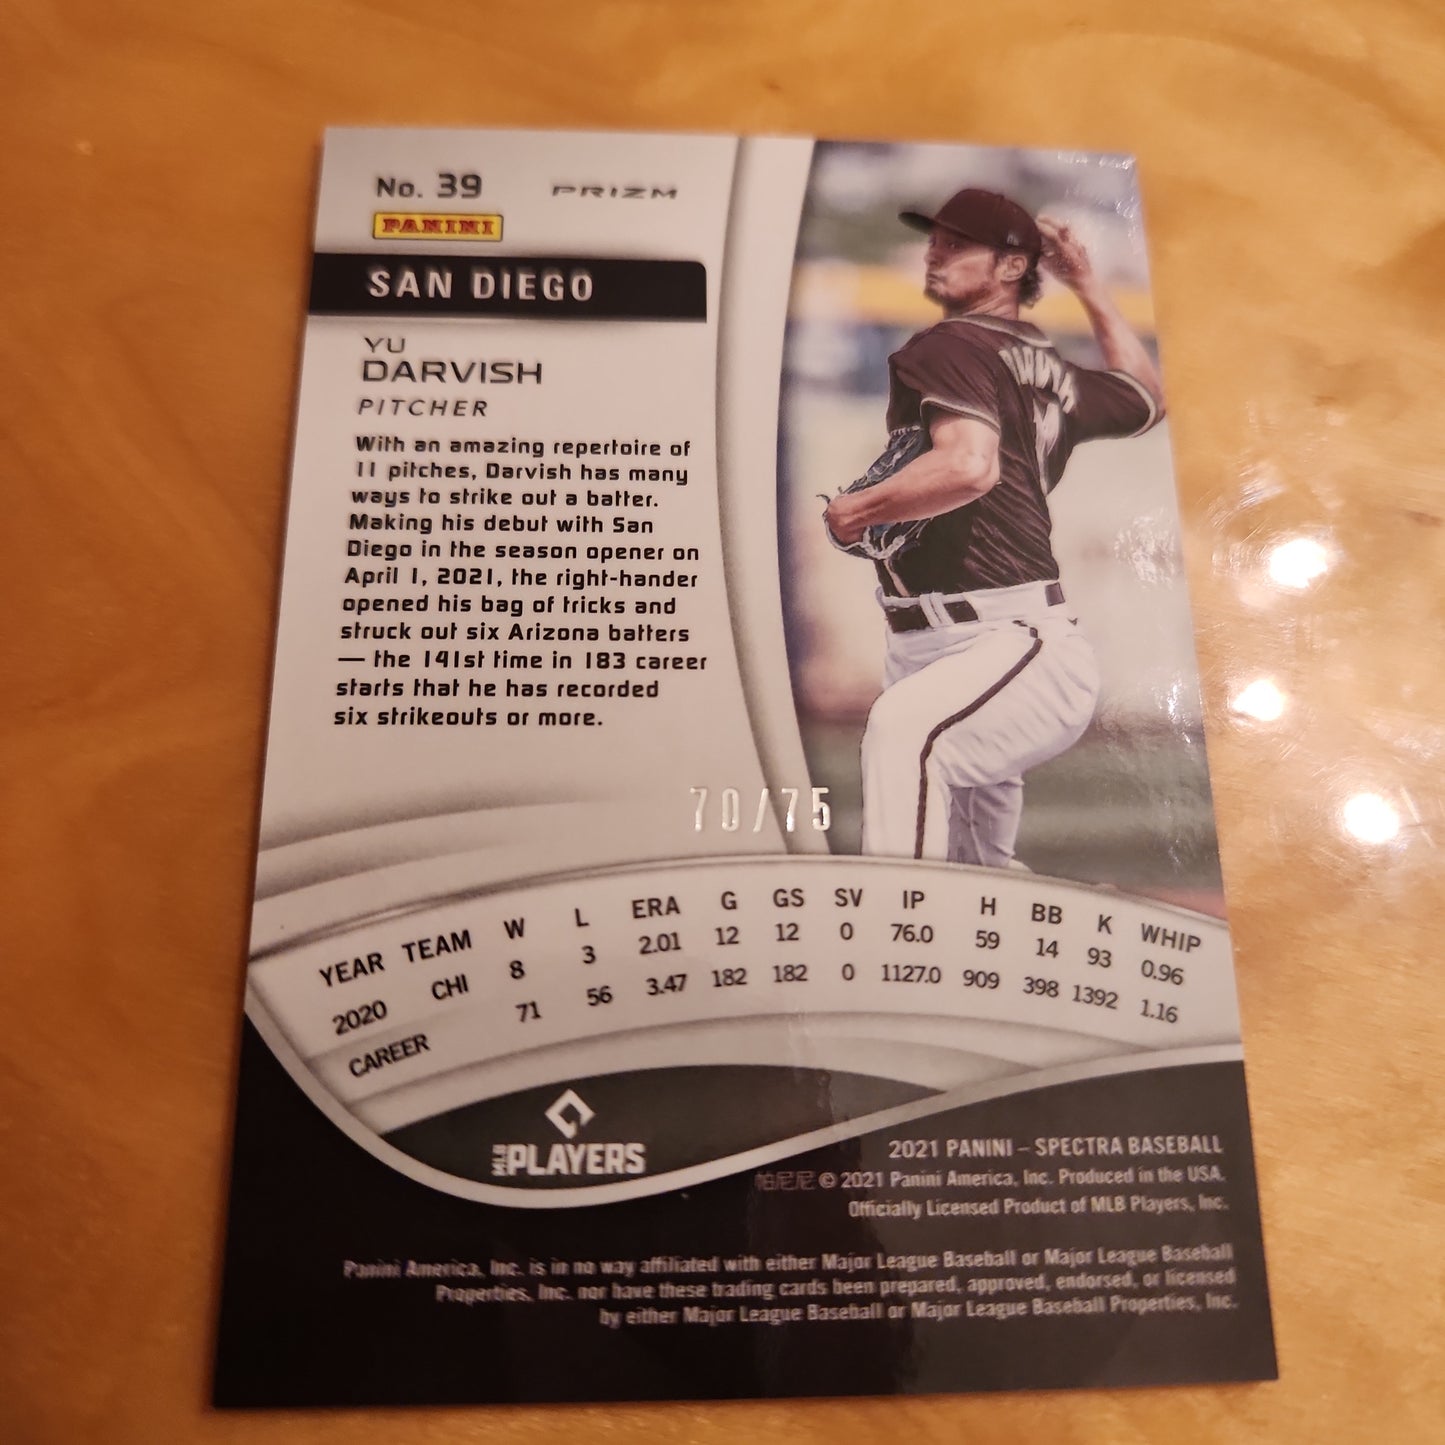 No. 39 PRIZM
PANINI
SAN DIEGO
YU
DARVISH
PITCHER
With an amazing repertoire of
11 pitches, Darvish has many
ways to strike out a batter.
Making his debut with San
Diego in the season opener on
April 1, 2021, the right-hander
opened his bag of tricks and
struck out six Arizona batters
— the 141st time in 183 career
starts that he has recorded
six strikeouts or more.
DARVISH
70/75
YEAR TEAM W L ERA G GS SV IP H BB K WHIP
2020 CHI 8 3 2.01 12 12 0 76.0 59 14 93 0.96
CAREER 71 56 3.47 182 182 0 1127.0 909 398 1392 1.16
MLB PLAYERS
2021 PANINI – SPECTRA BASEBALL
帕尼尼 © 2021 Panini America, Inc. Produced in the USA.
Officially Licensed Product of MLB Players, Inc.
Panini America, Inc. is in no way affiliated with either Major League Baseball or Major League Baseball
Properties, Inc. nor have these trading cards been prepared, approved, endorsed, or licensed
by either Major League Baseball or Major League Baseball Properties, Inc.